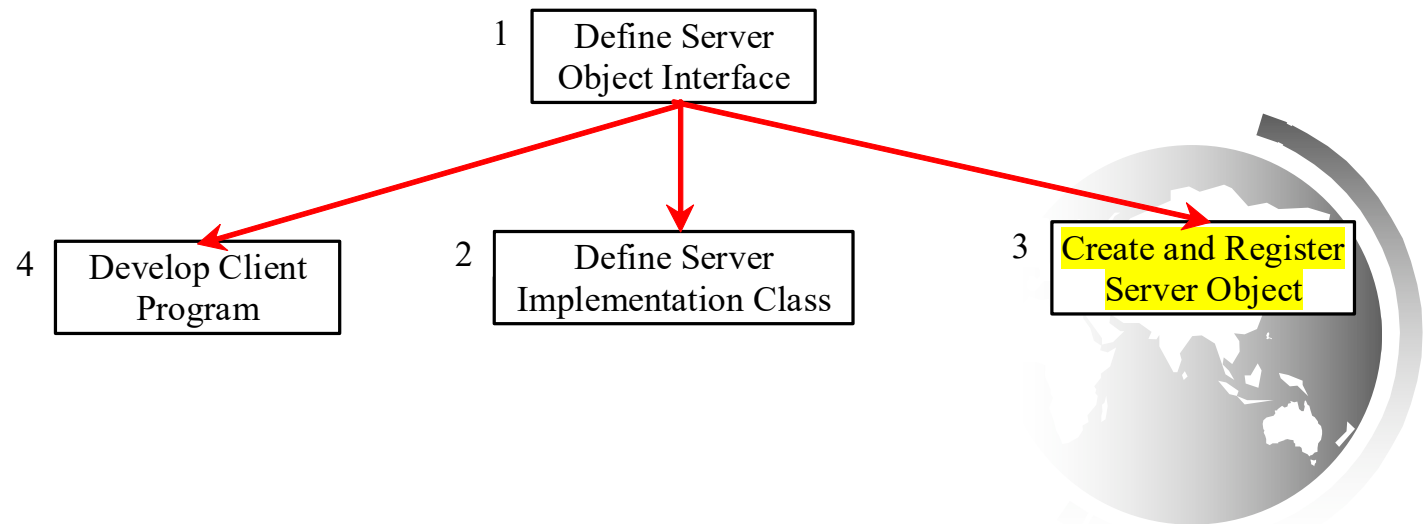 1
Define Server
Object Interface
4
Develop Client
Program
2
Define Server
Implementation Class
3
Create and Register
Server Object